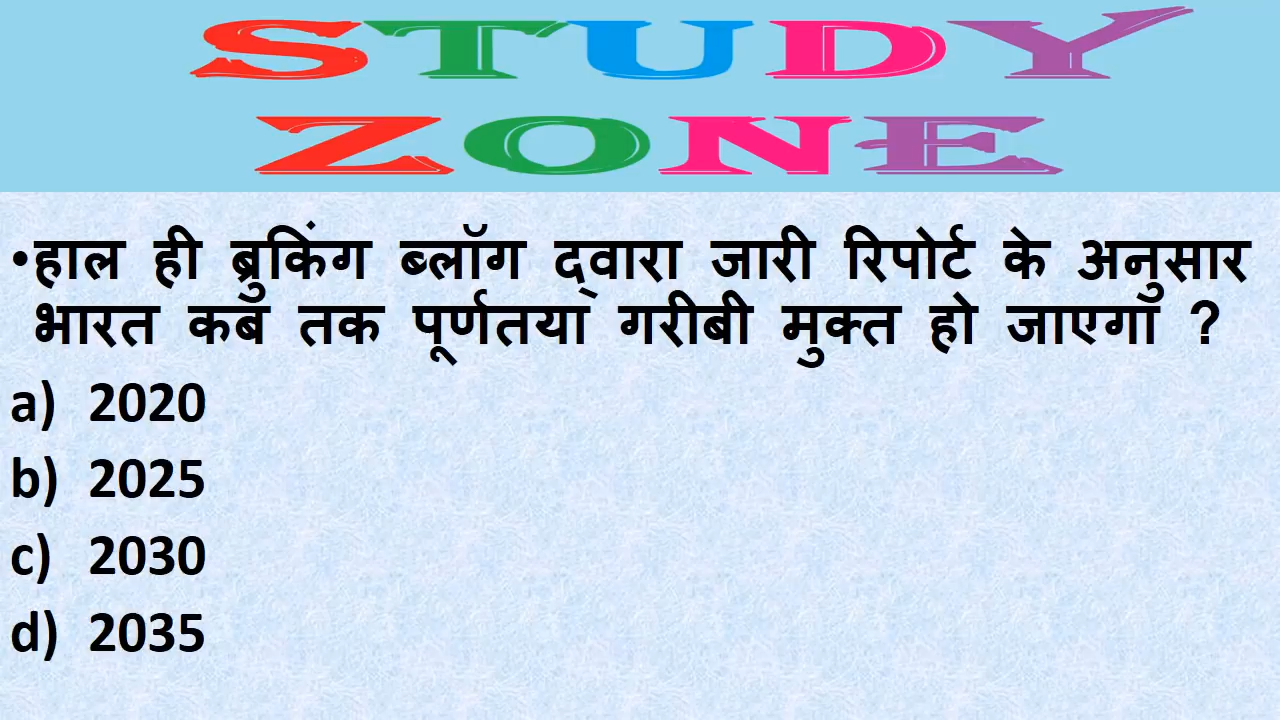 STUDY
ZONE
•हाल ही ब्रुकिंग ब्लॉग द्वारा जारी रिपोर्ट के अनुसार
भारत कब तक पूर्णतया गरीबी मुक्त हो जाएगा ?
a) 2020
b) 2025
c) 2030
d) 2035